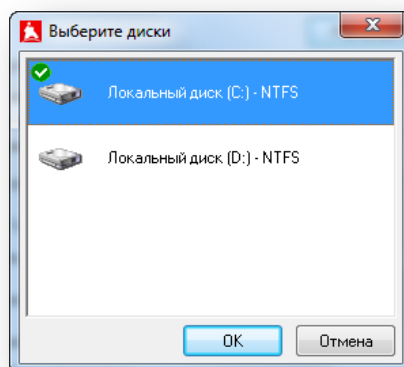 Выберите диски
Локальный диск (C:) - NTFS
Локальный диск (D:) - NTFS
OK
Отмена